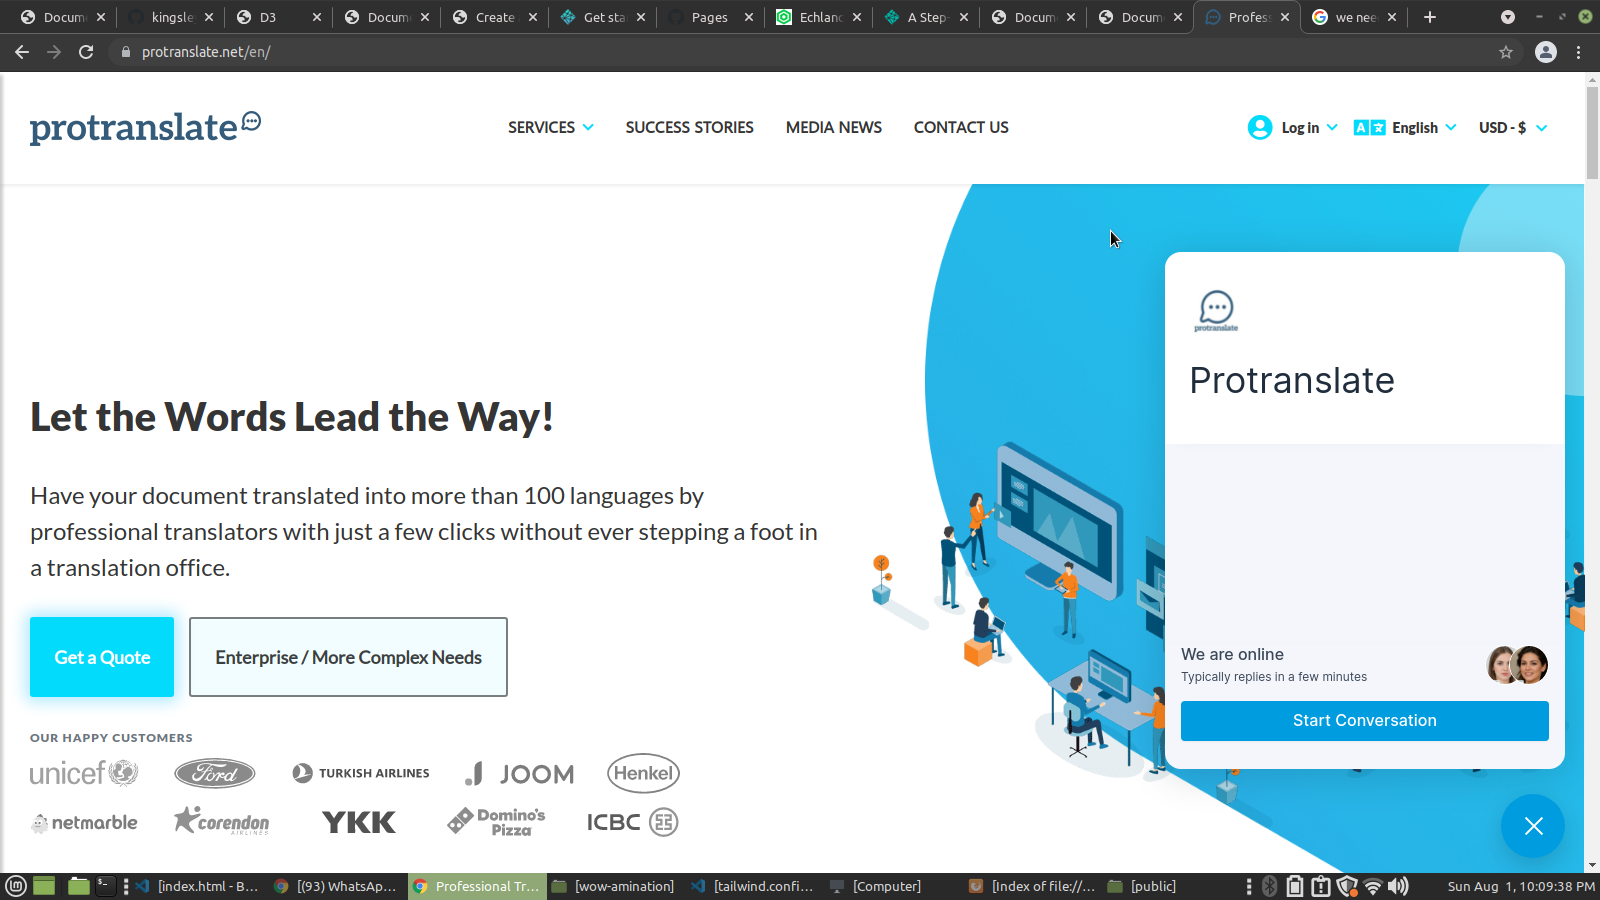 Docum
kingsle
D3
Docum
Create
Get sta
Pages
Echlanc
A Step-
Docum
Docum
Profes
we nee
protranslate.net/en/
protranslate
SERVICES
SUCCESS STORIES
MEDIA NEWS
CONTACT US
Log in
English
USD - $
Let the Words Lead the Way!
Have your document translated into more than 100 languages by
professional translators with just a few clicks without ever stepping a foot in
a translation office.
Get a Quote
Enterprise / More Complex Needs
OUR HAPPY CUSTOMERS
unicef
Ford
TURKISH AIRLINES
JOOM
Henkel
netmarble
corendon
AIRLINES
YKK
Domino's
Pizza
ICBC
protranslate
Protranslate
We are online
Typically replies in a few minutes
Start Conversation
[index.html - B...
[(93) WhatsAp...
Professional Tr...
[wow-amination]
[tailwind.confi...
[Computer]
[Index of file://...
[public]
Sun Aug 1, 10:09:38 PM